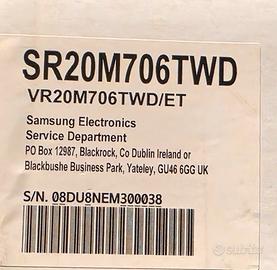 SR20M706TWD
VR20M706TWD/ET
Samsung Electronics
Service Department
PO Box 12987, Blackrock, Co Dublin Ireland or
Blackbushe Business Park, Yateley, GU46 6GG UK
S/N. 08DU8NEM300038
subito